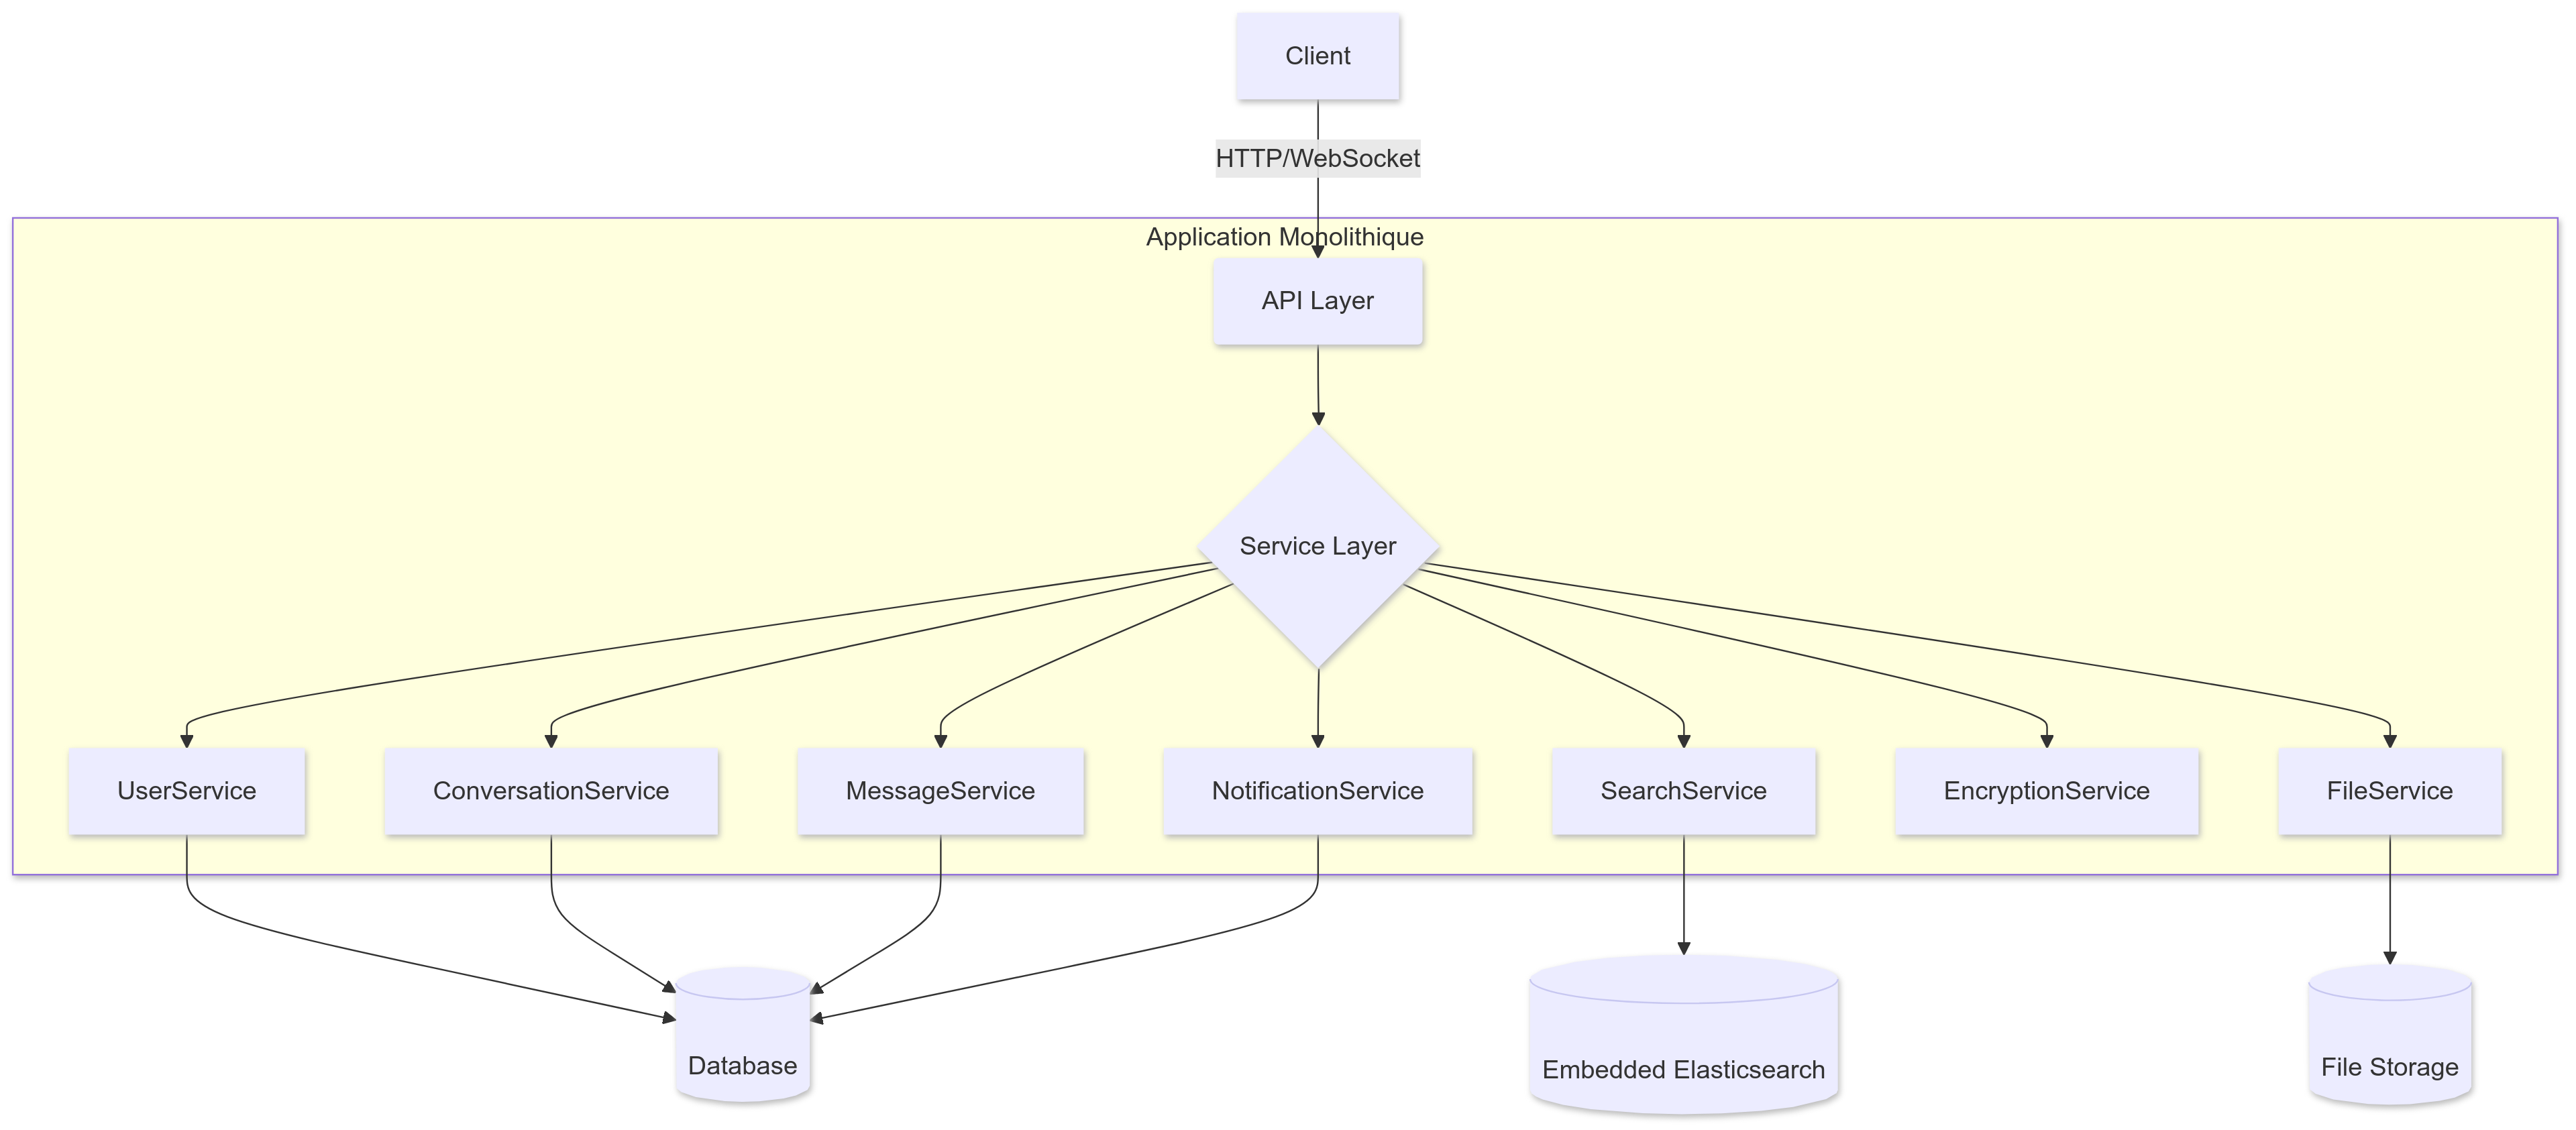 Client
HTTP/WebSocket
Application Monolithique
API Layer
Service Layer
UserService
ConversationService
MessageService
NotificationService
SearchService
EncryptionService
FileService
Database
Embedded Elasticsearch
File Storage